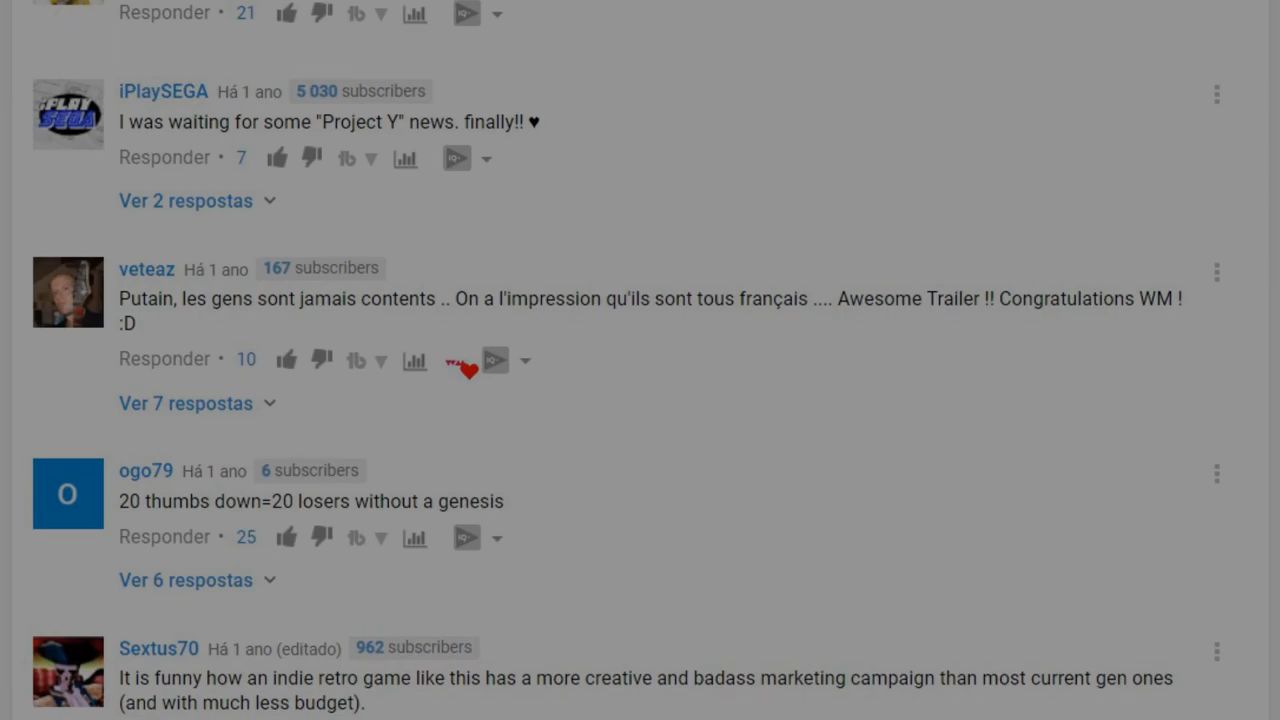 Responder • 21
iPLAY SEGA
iPlaySEGA Há 1 ano 5 030 subscribers
I was waiting for some "Project Y" news. finally!! ♥
Responder • 7
Ver 2 respostas
veteaz Há 1 ano 167 subscribers
Putain, les gens sont jamais contents .. On a l'impression qu'ils sont tous français .... Awesome Trailer !! Congratulations WM !
:D
Responder • 10
Ver 7 respostas
O
ogo79 Há 1 ano 6 subscribers
20 thumbs down=20 losers without a genesis
Responder • 25
Ver 6 respostas
Sextus70 Há 1 ano (editado) 962 subscribers
It is funny how an indie retro game like this has a more creative and badass marketing campaign than most current gen ones
(and with much less budget).